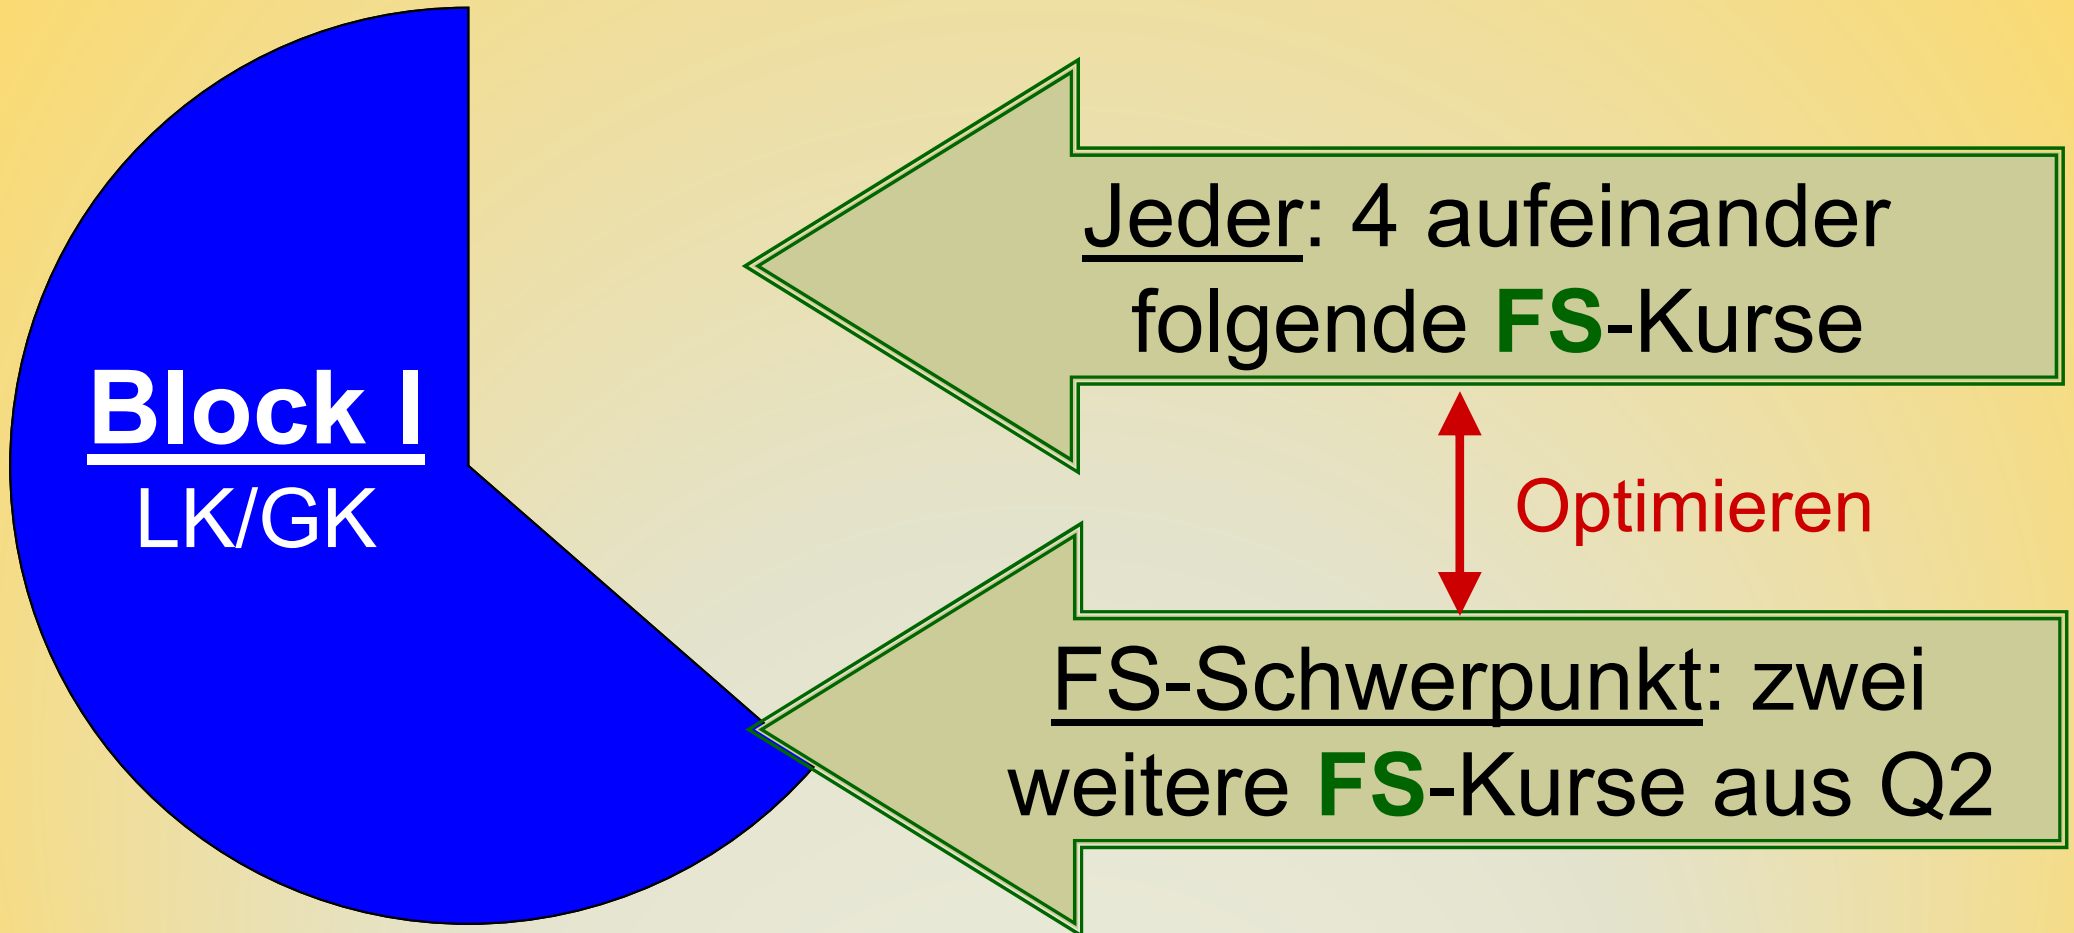 Block I
LK/GK
Jeder: 4 aufeinander
folgende FS-Kurse
Optimieren
FS-Schwerpunkt: zwei
weitere FS-Kurse aus Q2